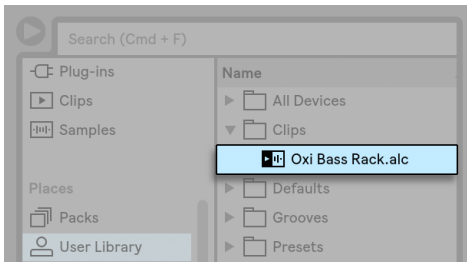 Search (Cmd + F)
Plug-ins
Clips
Samples
Places
Packs
User Library
Name
All Devices
Clips
Oxi Bass Rack.alc
Defaults
Grooves
Presets